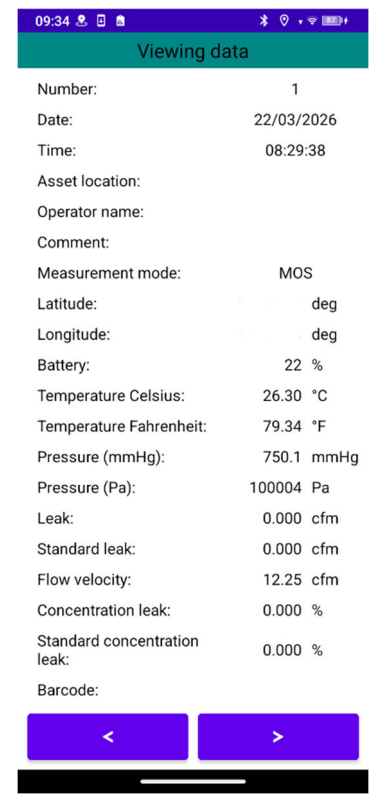 09:34 87
Viewing data
Number: 1
Date: 22/03/2026
Time: 08:29:38
Asset location:
Operator name:
Comment:
Measurement mode: MOS
Latitude: deg
Longitude: deg
Battery: 22 %
Temperature Celsius: 26.30 °C
Temperature Fahrenheit: 79.34 °F
Pressure (mmHg): 750.1 mmHg
Pressure (Pa): 100004 Pa
Leak: 0.000 cfm
Standard leak: 0.000 cfm
Flow velocity: 12.25 cfm
Concentration leak: 0.000 %
Standard concentration
leak: 0.000 %
Barcode:
< >